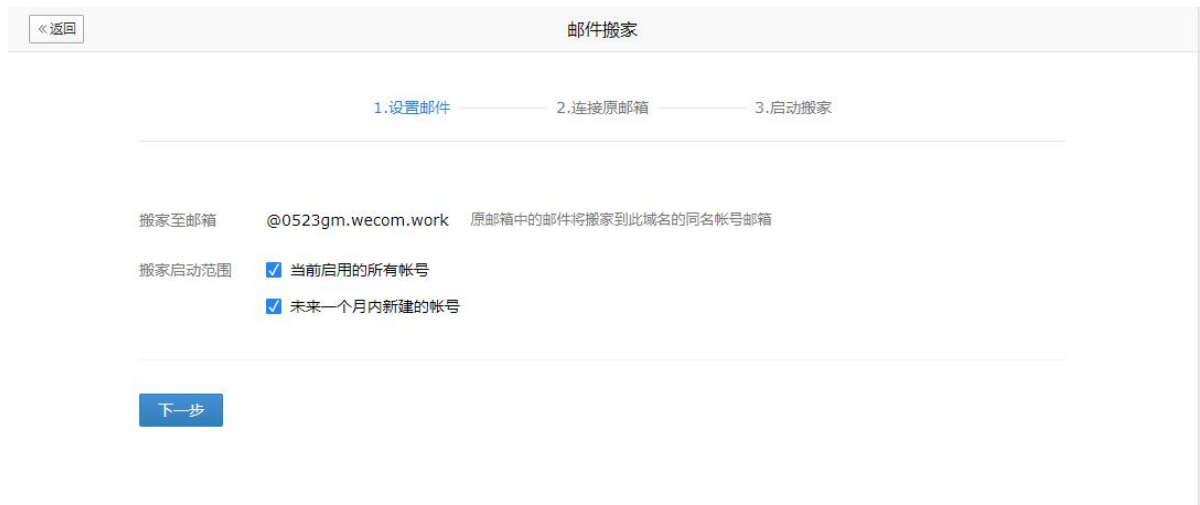 «返回
邮件搬家
1.设置邮件 2.连接原邮箱 3.启动搬家
搬家至邮箱 @0523gm.wecom.work 原邮箱中的邮件将搬家到此域名的同名帐号邮箱
搬家启动范围 当前启用的所有帐号
未来一个月内新建的帐号
下一步